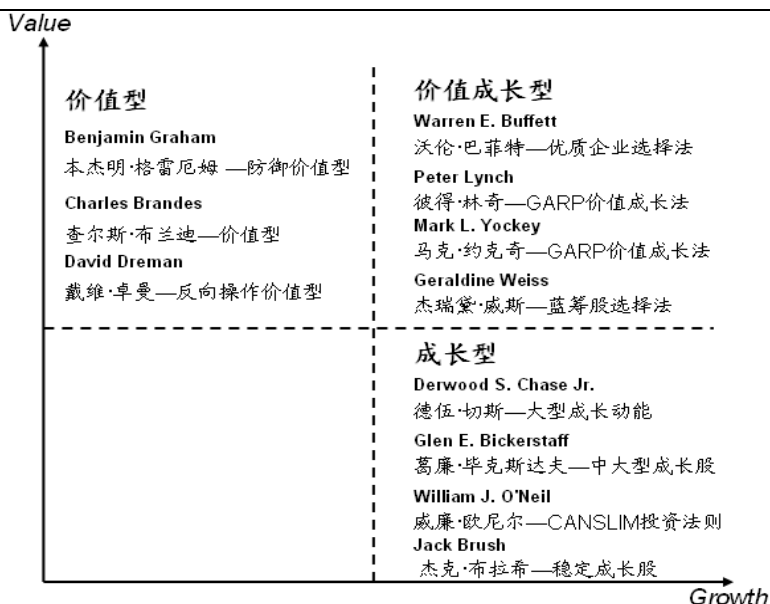 Value
价值型
Benjamin Graham
本杰明·格雷厄姆 —防御价值型
Charles Brandes
查尔斯·布兰迪—价值型
David Dreman
戴维·卓曼—反向操作价值型
价值成长型
Warren E. Buffett
沃伦·巴菲特—优质企业选择法
Peter Lynch
彼得·林奇—GARP价值成长法
Mark L. Yockey
马克·约克奇—GARP价值成长法
Geraldine Weiss
杰瑞黛·威斯—蓝筹股选择法
成长型
Derwood S. Chase Jr.
德伍·切斯—大型成长动能
Glen E. Bickerstaff
葛廉·毕克斯达夫—中大型成长股
William J. O'Neil
威廉·欧尼尔—CANSLIM投资法则
Jack Brush
杰克·布拉希—稳定成长股
Growth